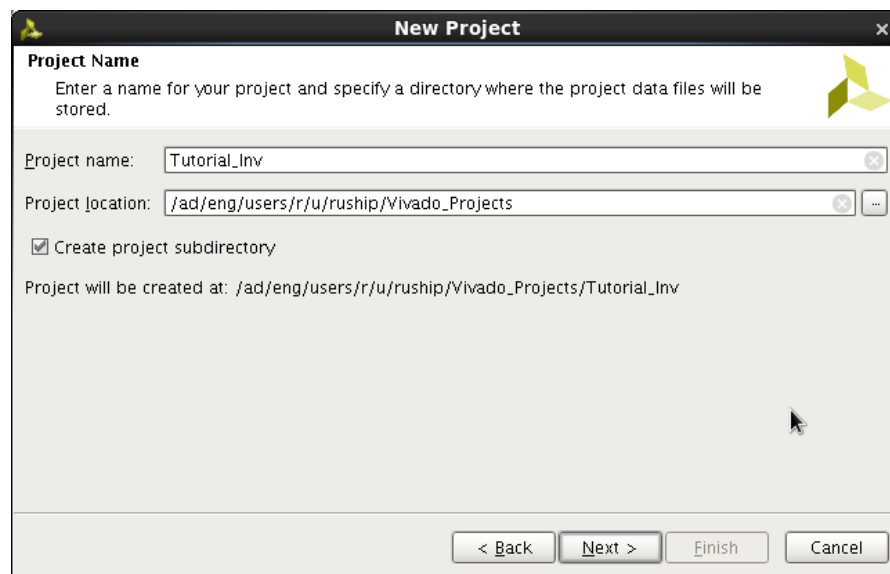 New Project
Project Name
Enter a name for your project and specify a directory where the project data files will be
stored.
Project name: Tutorial_Inv
Project location: /ad/eng/users/r/u/ruship/Vivado_Projects ...
Create project subdirectory
Project will be created at: /ad/eng/users/r/u/ruship/Vivado_Projects/Tutorial_Inv
< Back Next > Finish Cancel